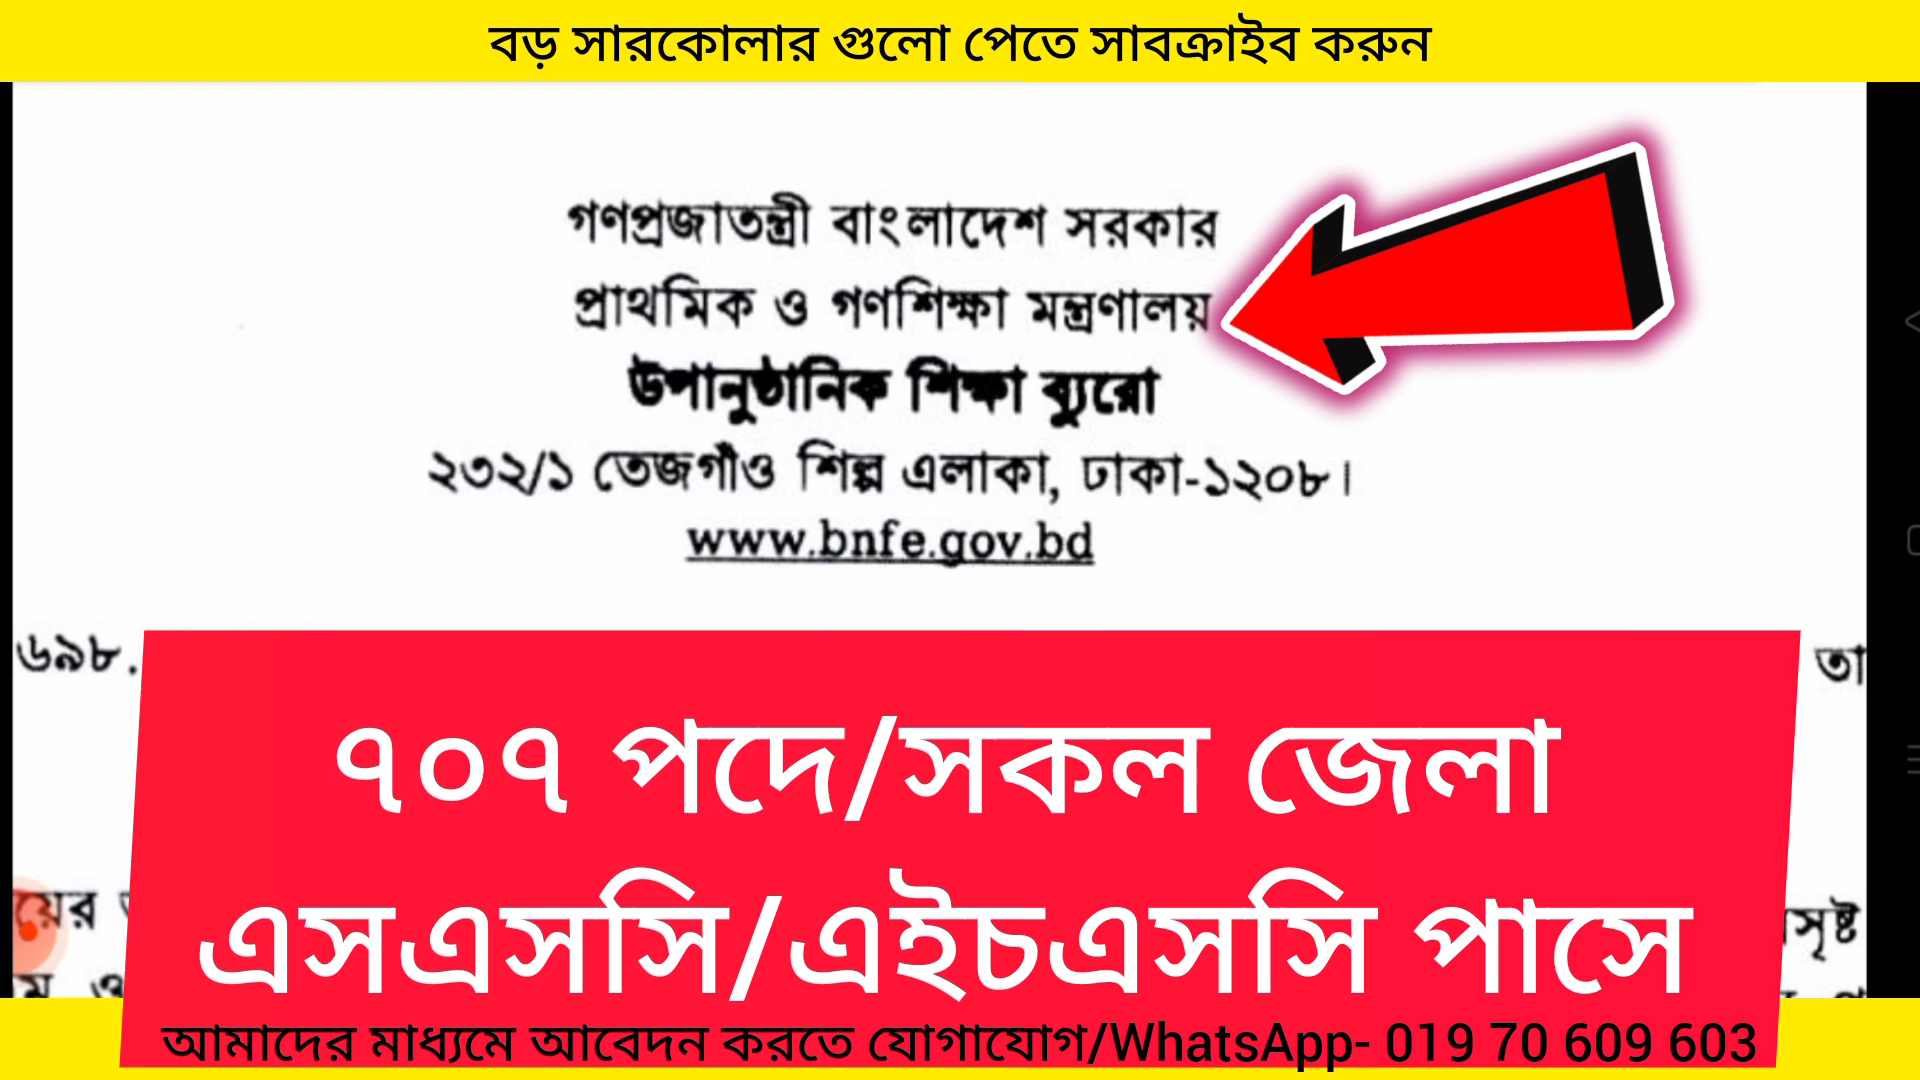 বড় সারকোলার গুলো পেতে সাবক্রাইব করুন
গণপ্রজাতন্ত্রী বাংলাদেশ সরকার
প্রাথমিক ও গণশিক্ষা মন্ত্রণালয়
উপানুষ্ঠানিক শিক্ষা ব্যুরো
২৩২/১ তেজগাঁও শিল্প এলাকা, ঢাকা-১২০৮।
www.bnfe.gov.bd
৬৯৮. তা
৭০৭ পদে/সকল জেলা
য়ের সৃষ্ট
এসএসসি/এইচএসসি পাসে
আমাদের মাধ্যমে আবেদন করতে যোগাযোগ/WhatsApp- 019 70 609 603